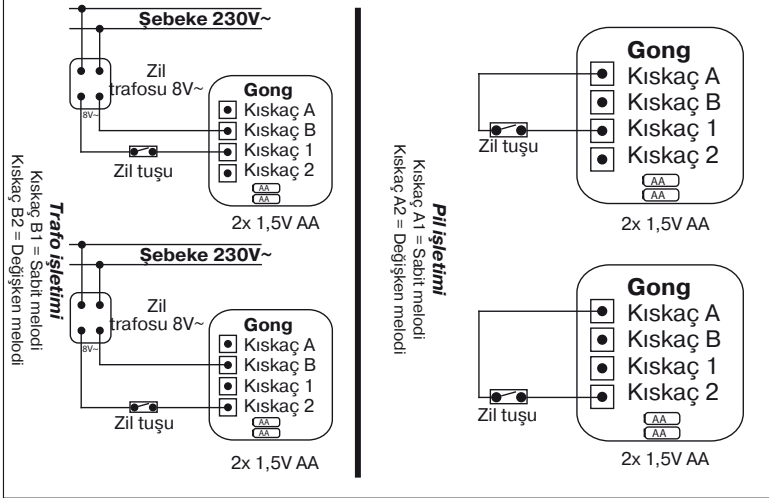 Şebeke 230V~
Zil
trafosu 8V~
8V~
Gong
Kıskaç A
Kıskaç B
Kıskaç 1
Kıskaç 2
AA
AA
Zil tuşu
2x 1,5V AA
Şebeke 230V~
Zil
trafosu 8V~
8V~
Gong
Kıskaç A
Kıskaç B
Kıskaç 1
Kıskaç 2
AA
AA
Zil tuşu
2x 1,5V AA
Trafo işletimi
Kıskaç B1 = Sabit melodi
Kıskaç B2 = Değişken melodi
Gong
Kıskaç A
Kıskaç B
Kıskaç 1
Kıskaç 2
AA
AA
Zil tuşu
2x 1,5V AA
Gong
Kıskaç A
Kıskaç B
Kıskaç 1
Kıskaç 2
AA
AA
Zil tuşu
2x 1,5V AA
Pil işletimi
Kıskaç A1 = Sabit melodi
Kıskaç A2 = Değişken melodi